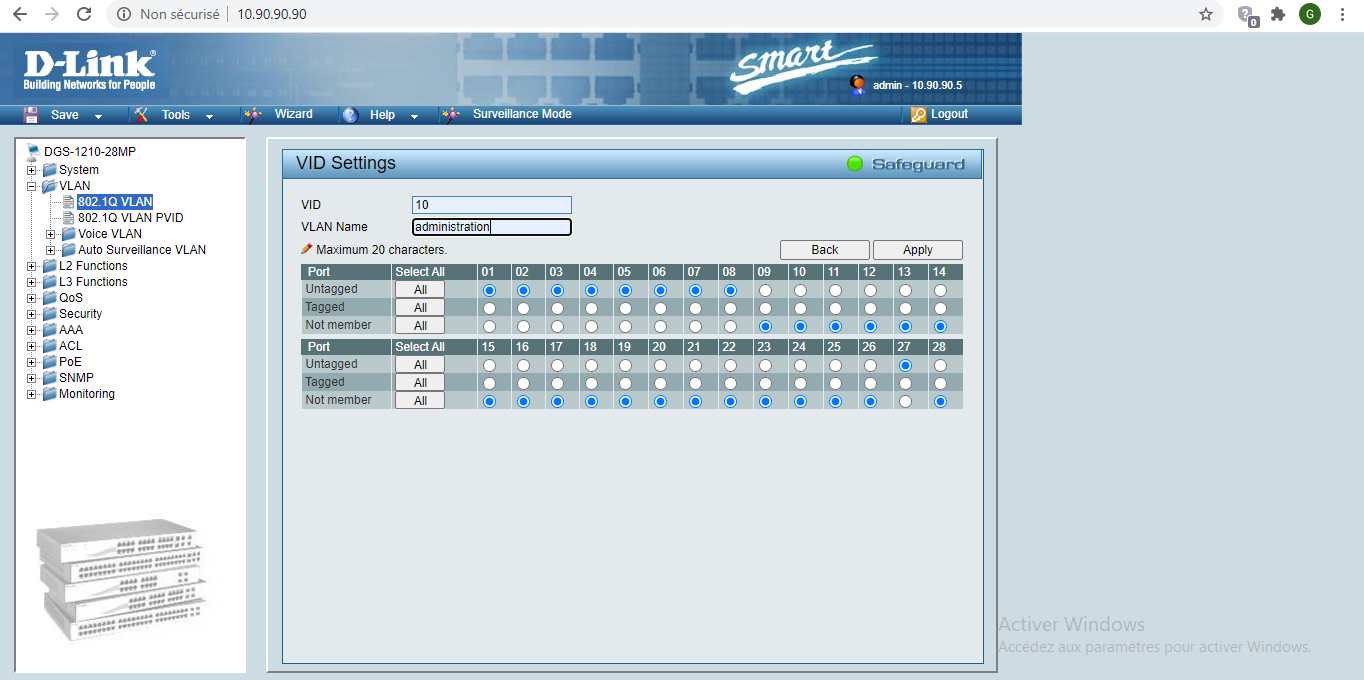 Non sécurisé 10.90.90.90
0
G
D-Link®
Building Networks for People
smart
admin - 10.90.90.5
Save Tools Wizard Help Surveillance Mode Logout
DGS-1210-28MP
System
VLAN
802.1Q VLAN
802.1Q VLAN PVID
Voice VLAN
Auto Surveillance VLAN
L2 Functions
L3 Functions
QoS
Security
AAA
ACL
PoE
SNMP
Monitoring
VID Settings Safeguard
VID 10
VLAN Name administration
Maximum 20 characters. Back Apply
Port Select All 01 02 03 04 05 06 07 08 09 10 11 12 13 14
Untagged All
Tagged All
Not member All
Port Select All 15 16 17 18 19 20 21 22 23 24 25 26 27 28
Untagged All
Tagged All
Not member All
Activer Windows
Accédez aux paramètres pour activer Windows.